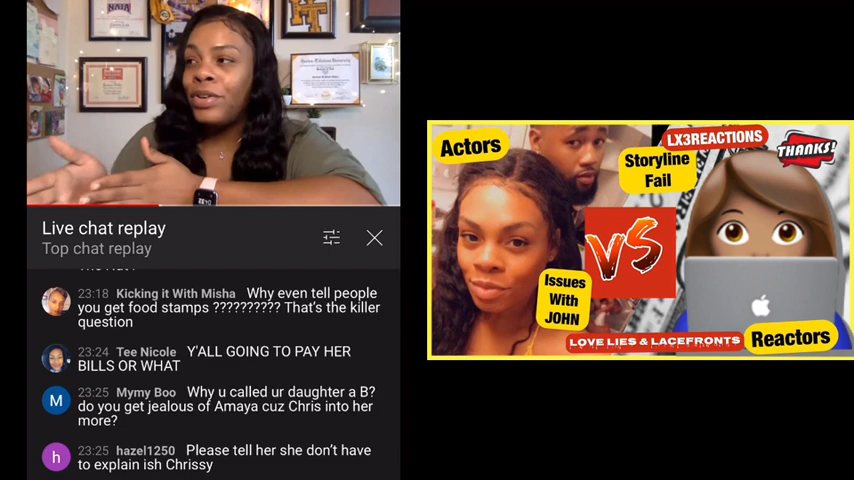 NAIA
Live chat replay
Top chat replay
23:18 Kicking it With Misha Why even tell people
you get food stamps ?????????? That's the killer
question
23:24 Tee Nicole Y'ALL GOING TO PAY HER
BILLS OR WHAT
M
23:25 Mymy Boo Why u called ur daughter a B?
do you get jealous of Amaya cuz Chris into her
more?
h
23:25 hazel1250 Please tell her she don't have
to explain ish Chrissy
Actors
LX3REACTIONS
THANKS!
Storyline
Fail
VS
Issues
With
JOHN
LOVE LIES & LACEFRONTS
Reactors